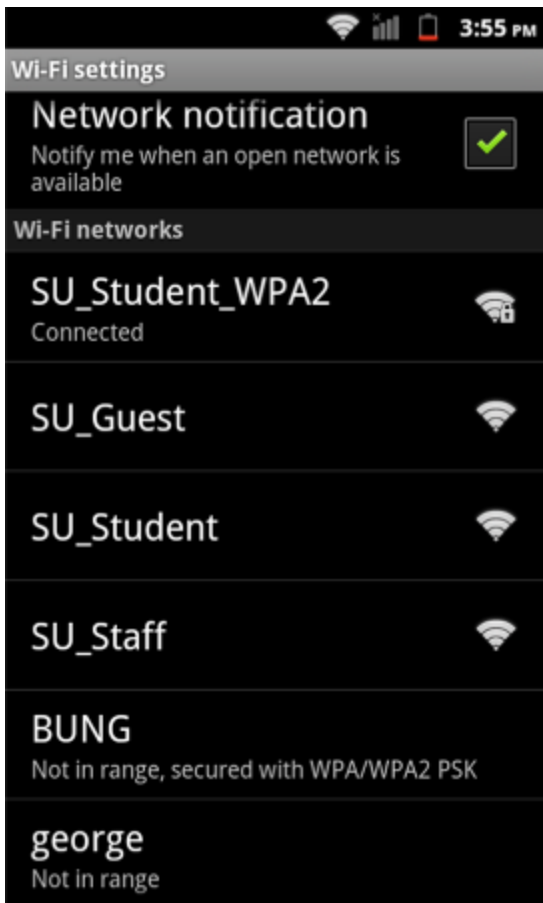 3:55 PM
Wi-Fi settings
Network notification
Notify me when an open network is
available
Wi-Fi networks
SU_Student_WPA2
Connected
SU_Guest
SU_Student
SU_Staff
BUNG
Not in range, secured with WPA/WPA2 PSK
george
Not in range